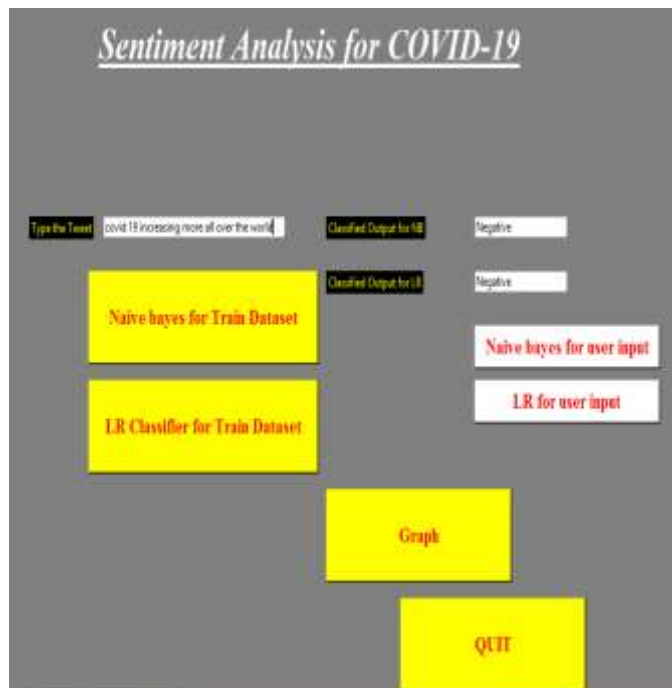 Sentiment Analysis for COVID-19
Type the Tweet covid 19 increasing more all over the world Classified Output for NB Negative
Classified Output for LR Negative
Naive bayes for Train Dataset
Naive bayes for user input
LR Classifier for Train Dataset
LR for user input
Graph
QUIT